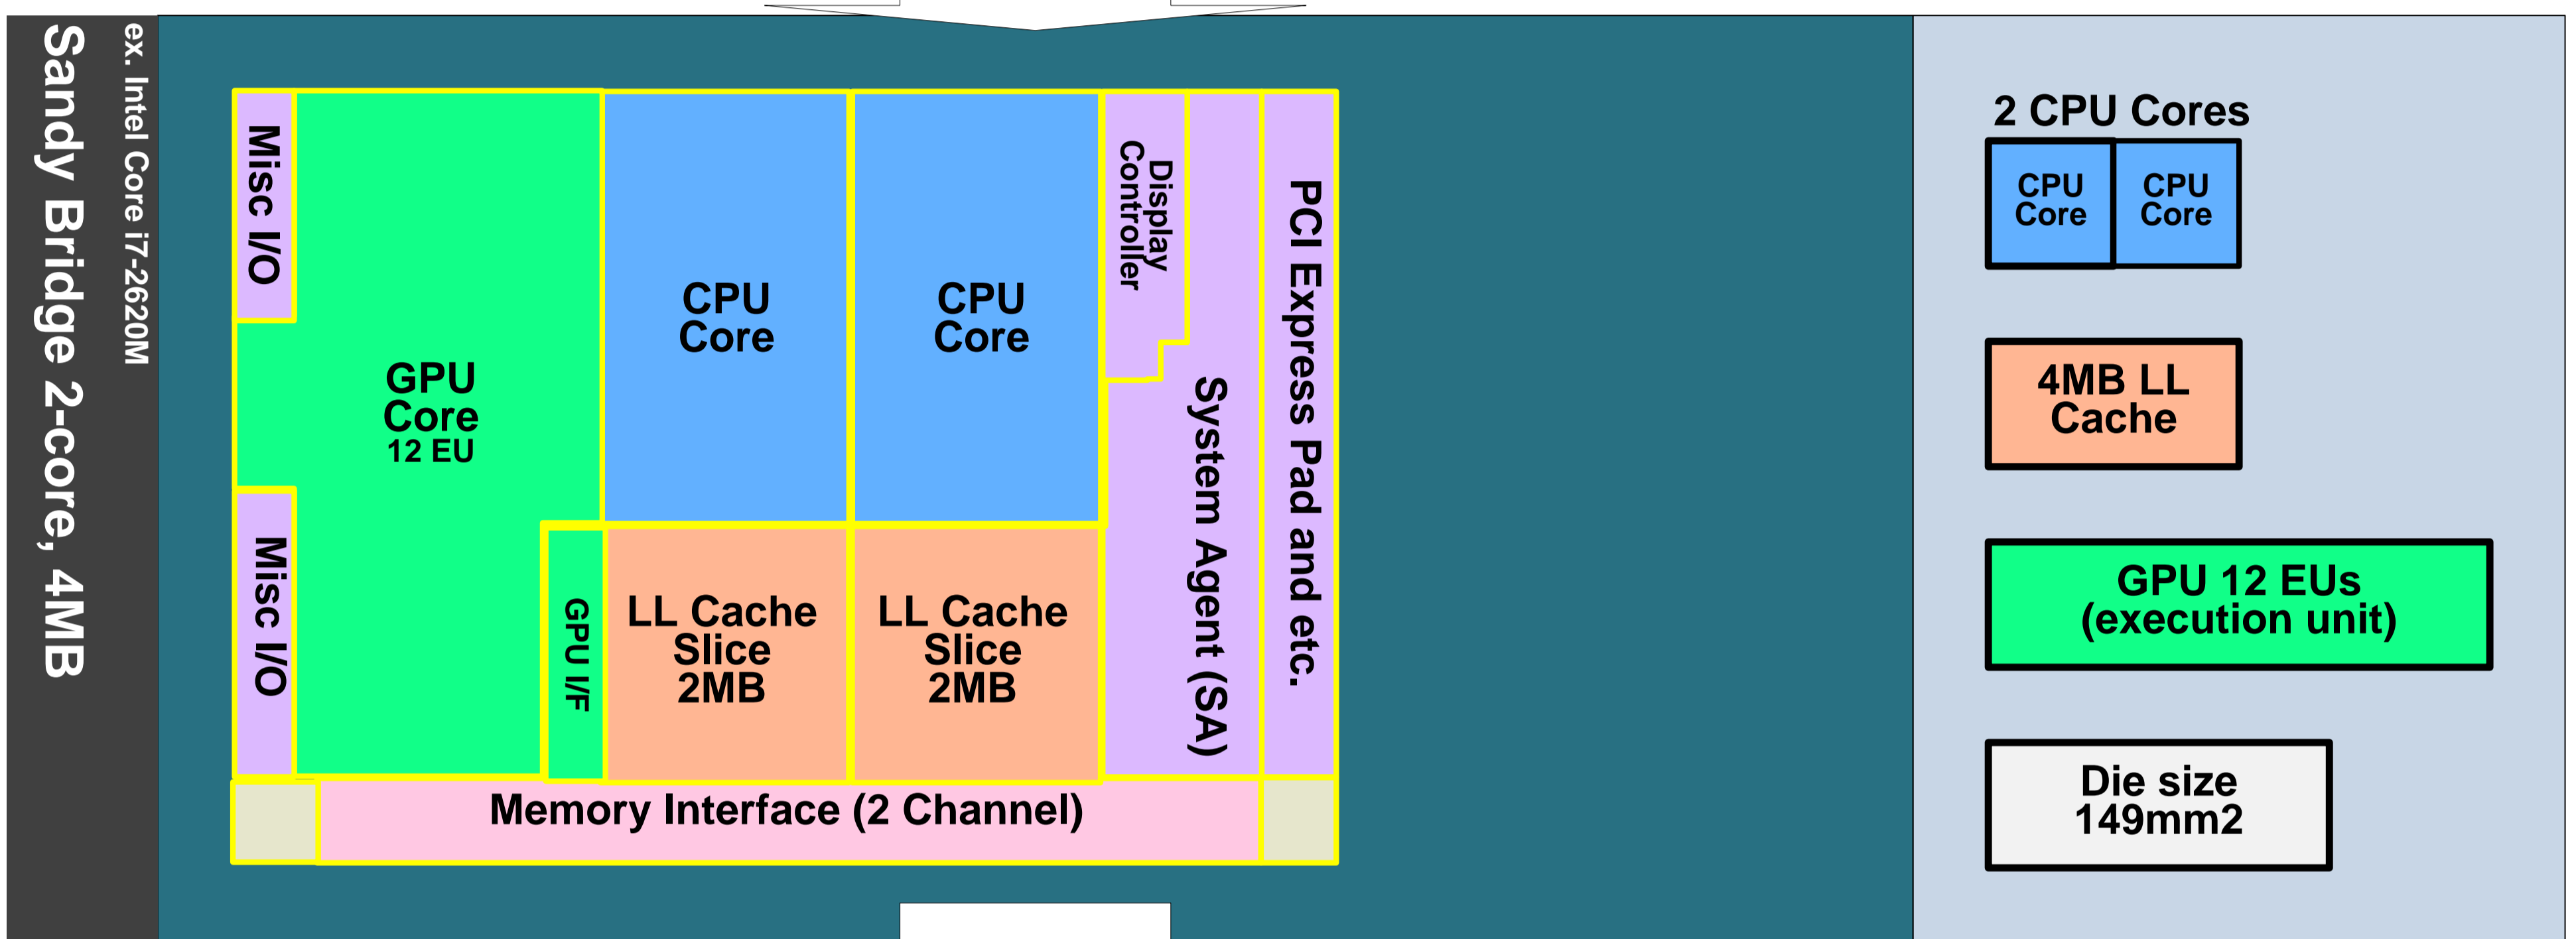 Sandy Bridge 2-core, 4MB
ex. Intel Core i7-2620M
Misc I/O
Misc I/O
GPU
Core
12 EU
GPU I/F
CPU
Core
CPU
Core
LL Cache
Slice
2MB
LL Cache
Slice
2MB
Display
Controller
System Agent (SA)
PCI Express Pad and etc.
Memory Interface (2 Channel)
2 CPU Cores
CPU
Core
CPU
Core
4MB LL
Cache
GPU 12 EUs
(execution unit)
Die size
149mm2